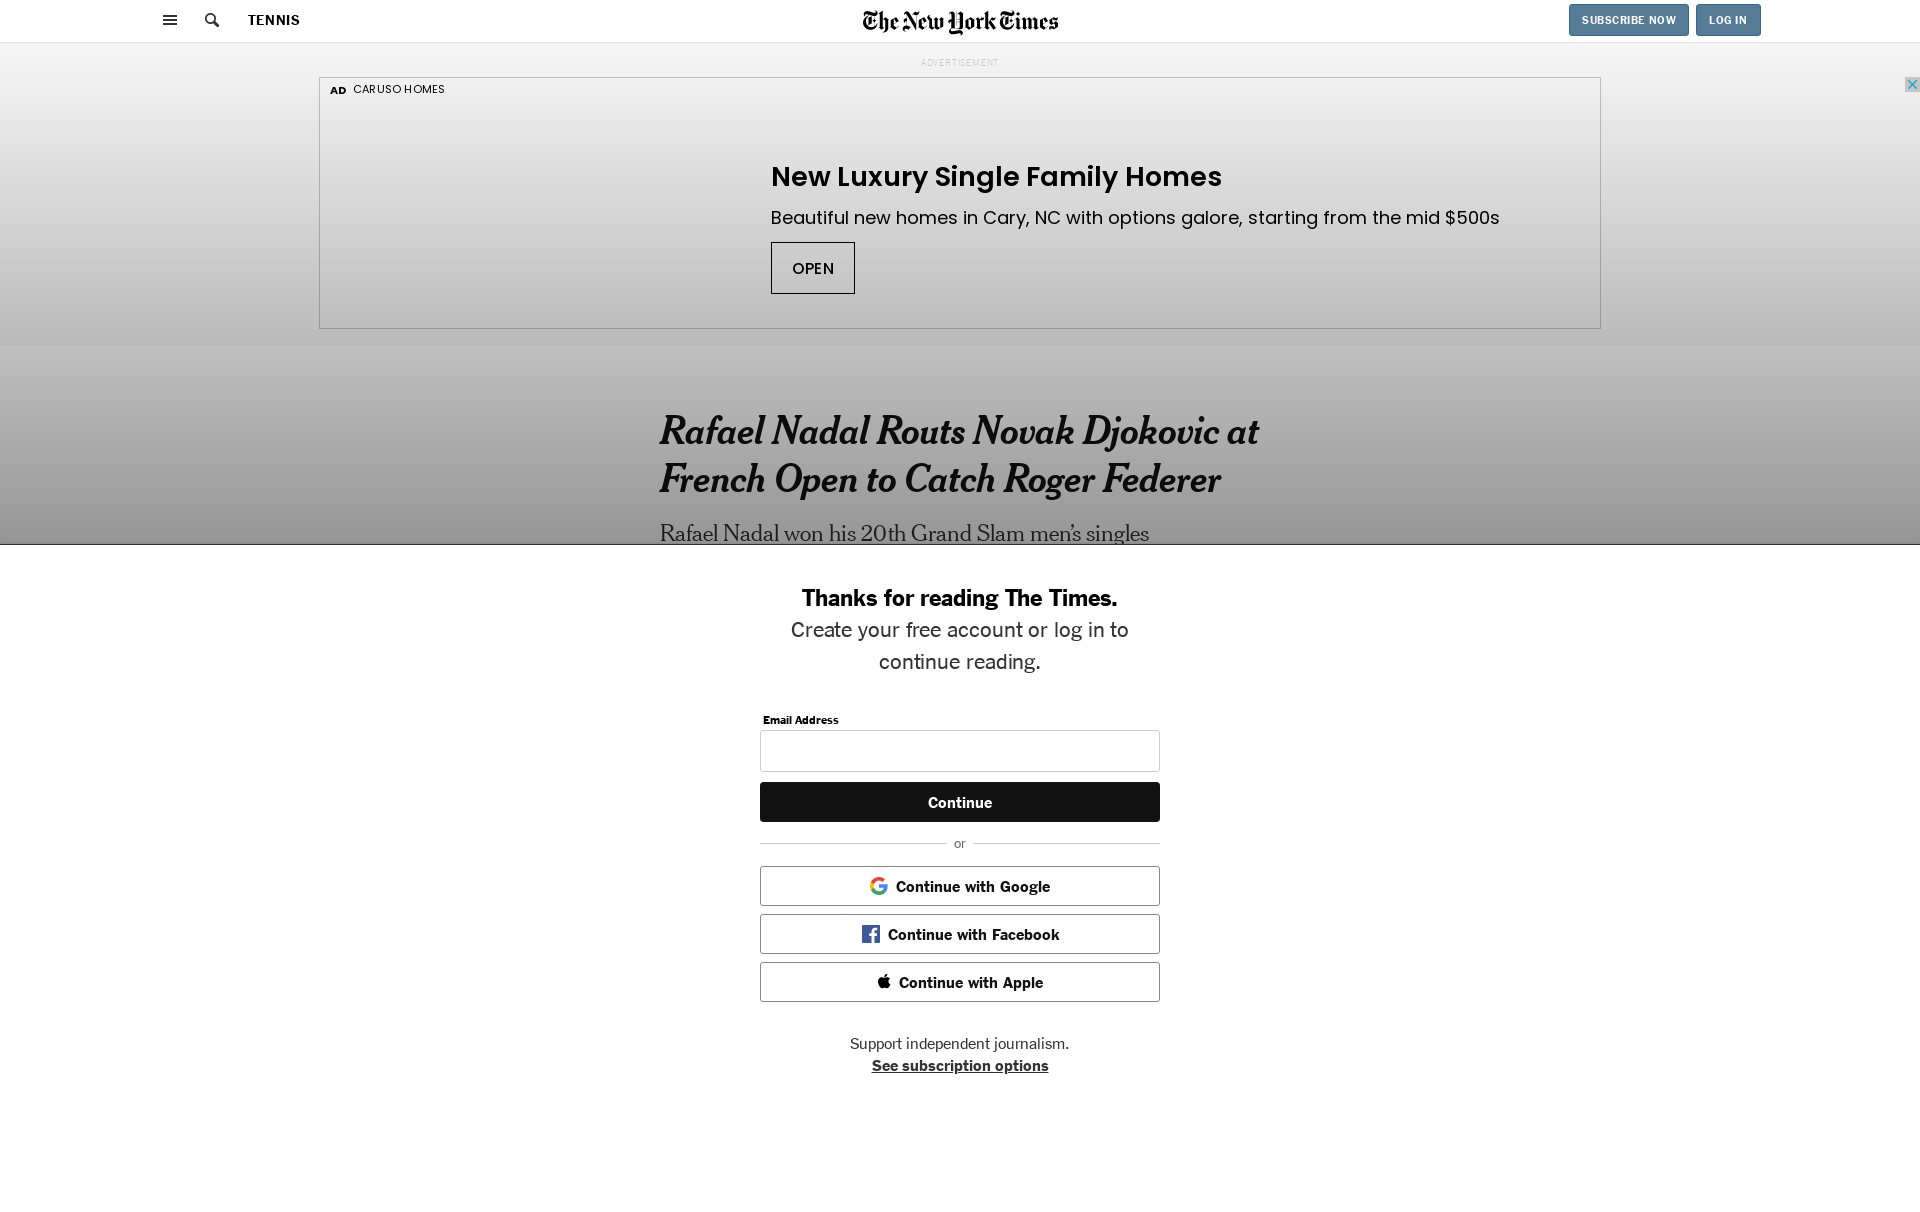 TENNIS
The New York Times
SUBSCRIBE NOW
LOG IN
ADVERTISEMENT
AD CARUSO HOMES
New Luxury Single Family Homes
Beautiful new homes in Cary, NC with options galore, starting from the mid $500s
OPEN
Rafael Nadal Routs Novak Djokovic at
French Open to Catch Roger Federer
Rafael Nadal won his 20th Grand Slam men's singles
Thanks for reading The Times.
Create your free account or log in to
continue reading.
Email Address
Continue
or
Continue with Google
Continue with Facebook
Continue with Apple
Support independent journalism.
See subscription options